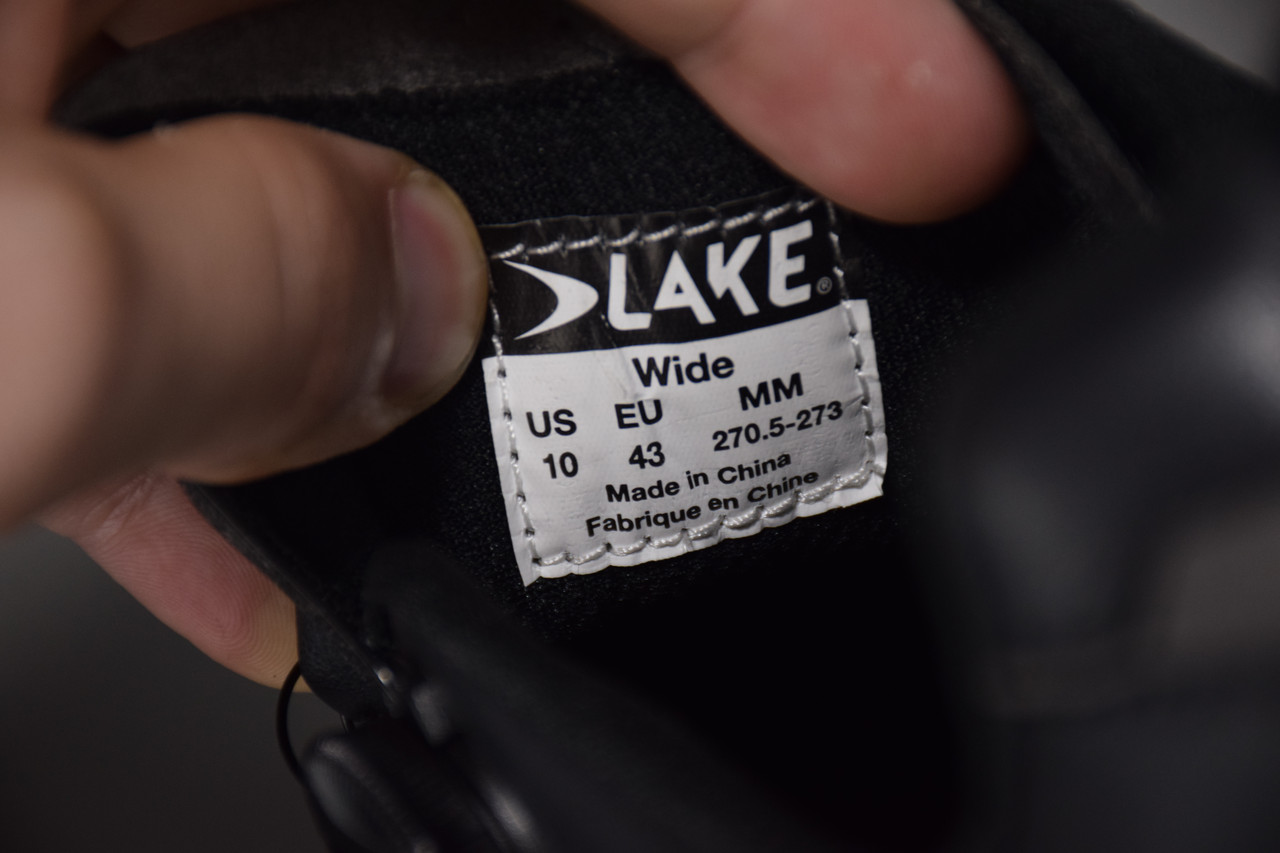 LAKE®
Wide
US EU MM
10 43 270.5-273
Made in China
Fabrique en Chine